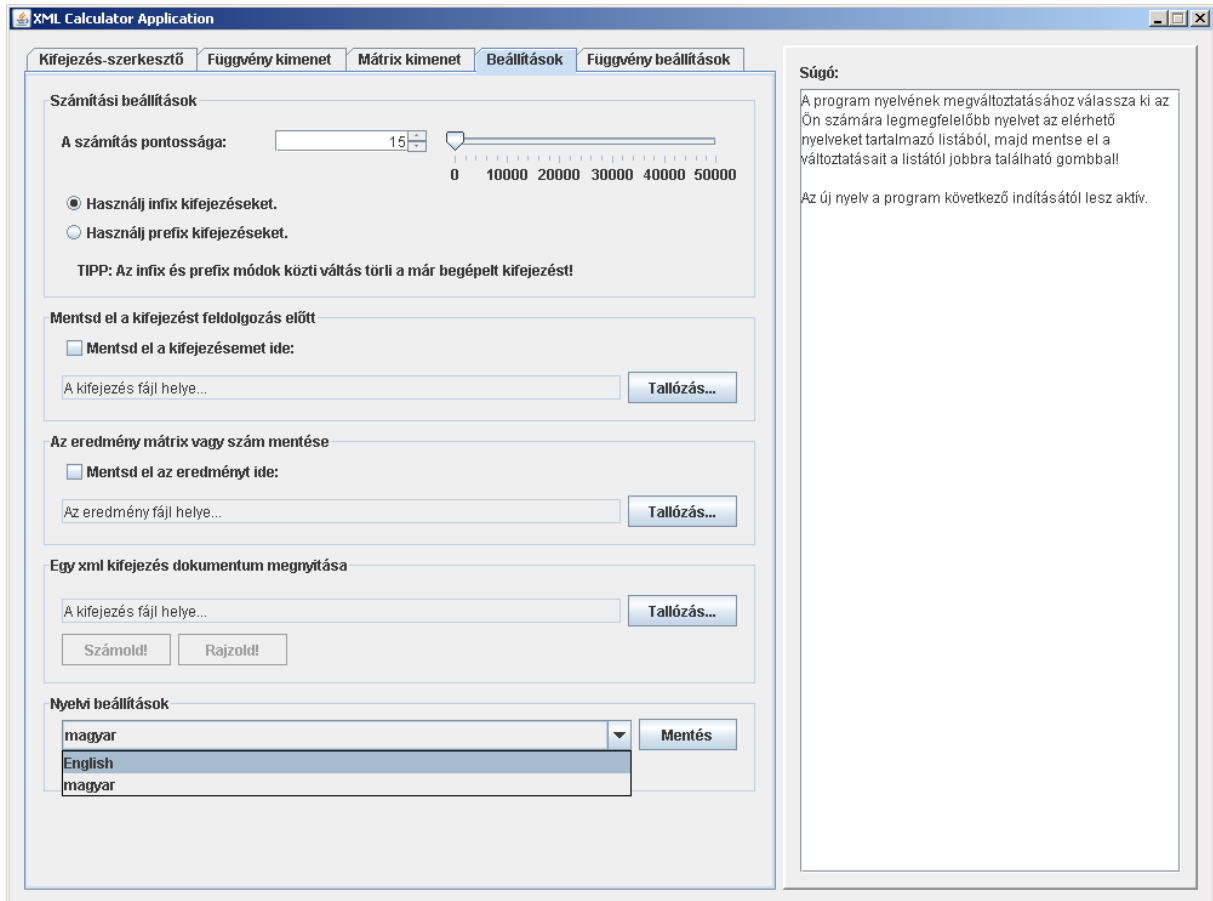 XML Calculator Application
Kifejezés-szerkesztő Függvény kimenet Mátrix kimenet Beállítások Függvény beállítások
Számítási beállítások
A számítás pontossága: 15
0 10000 20000 30000 40000 50000
Használj infix kifejezéseket.
Használj prefix kifejezéseket.
TIPP: Az infix és prefix módok közti váltás törli a már begépelt kifejezést!
Mentsd el a kifejezést feldolgozás előtt
Mentsd el a kifejezésemet ide:
A kifejezés fájl helye... Tallózás...
Az eredmény mátrix vagy szám mentése
Mentsd el az eredményt ide:
Az eredmény fájl helye... Tallózás...
Egy xml kifejezés dokumentum megnyitása
A kifejezés fájl helye... Tallózás...
Számold! Rajzold!
Nyelvi beállítások
magyar Mentés
English
magyar
Súgó:
A program nyelvének megváltoztatásához válassza ki az
Ön számára legmegfelelőbb nyelvet az elérhető
nyelveket tartalmazó listából, majd mentse el a
változtatásait a listától jobbra található gombbal!
Az új nyelv a program következő indításától lesz aktív.